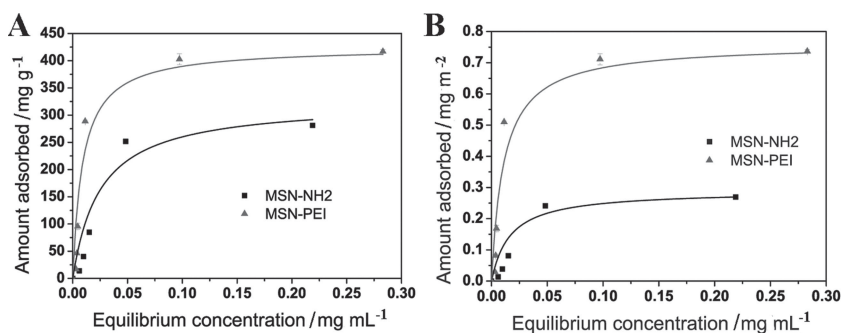 A
Amount adsorbed / mg g-1
450
400
350
300
250
200
150
100
50
0
MSN-NH2
MSN-PEI
0.00 0.05 0.10 0.15 0.20 0.25 0.30
Equilibrium concentration / mg mL-1
B
Amount adsorbed / mg m-2
0.8
0.7
0.6
0.5
0.4
0.3
0.2
0.1
0.0
MSN-NH2
MSN-PEI
0.00 0.05 0.10 0.15 0.20 0.25 0.30
Equilibrium concentration / mg mL-1